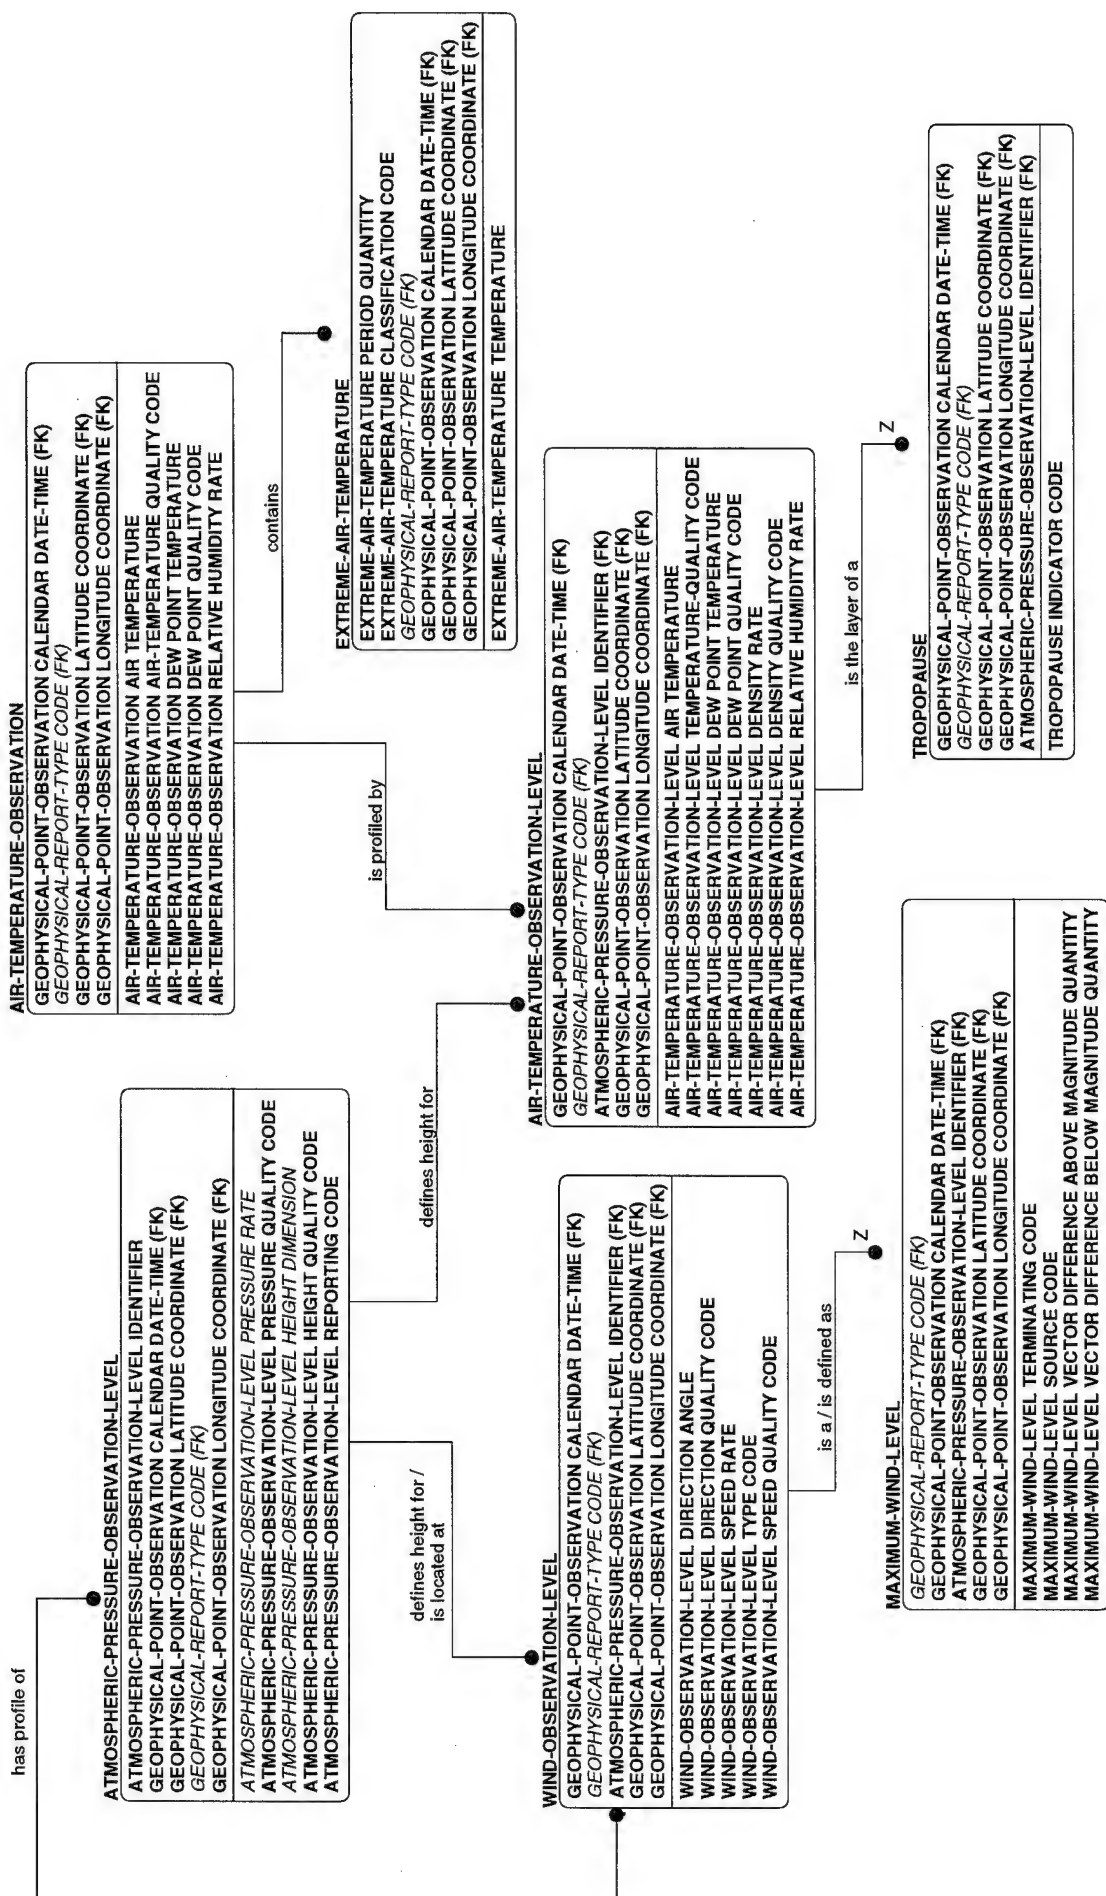 has profile of
ATMOSPHERIC-PRESSURE-OBSERVATION-LEVEL
ATMOSPHERIC-PRESSURE-OBSERVATION-LEVEL IDENTIFIER
GEOPHYSICAL-POINT-OBSERVATION CALENDAR DATE-TIME (FK)
GEOPHYSICAL-POINT-OBSERVATION LATITUDE COORDINATE (FK)
GEOPHYSICAL-REPORT-TYPE CODE (FK)
GEOPHYSICAL-POINT-OBSERVATION LONGITUDE COORDINATE (FK)
ATMOSPHERIC-PRESSURE-OBSERVATION-LEVEL PRESSURE RATE
ATMOSPHERIC-PRESSURE-OBSERVATION-LEVEL PRESSURE QUALITY CODE
ATMOSPHERIC-PRESSURE-OBSERVATION-LEVEL HEIGHT DIMENSION
ATMOSPHERIC-PRESSURE-OBSERVATION-LEVEL HEIGHT QUALITY CODE
ATMOSPHERIC-PRESSURE-OBSERVATION-LEVEL REPORTING CODE
AIR-TEMPERATURE-OBSERVATION
GEOPHYSICAL-POINT-OBSERVATION CALENDAR DATE-TIME (FK)
GEOPHYSICAL-REPORT-TYPE CODE (FK)
GEOPHYSICAL-POINT-OBSERVATION LATITUDE COORDINATE (FK)
GEOPHYSICAL-POINT-OBSERVATION LONGITUDE COORDINATE (FK)
AIR-TEMPERATURE-OBSERVATION AIR TEMPERATURE
AIR-TEMPERATURE-OBSERVATION AIR-TEMPERATURE QUALITY CODE
AIR-TEMPERATURE-OBSERVATION DEW POINT TEMPERATURE
AIR-TEMPERATURE-OBSERVATION DEW POINT QUALITY CODE
AIR-TEMPERATURE-OBSERVATION RELATIVE HUMIDITY RATE
contains
EXTREME-AIR-TEMPERATURE
EXTREME-AIR-TEMPERATURE PERIOD QUANTITY
EXTREME-AIR-TEMPERATURE CLASSIFICATION CODE
GEOPHYSICAL-REPORT-TYPE CODE (FK)
GEOPHYSICAL-POINT-OBSERVATION CALENDAR DATE-TIME (FK)
GEOPHYSICAL-POINT-OBSERVATION LATITUDE COORDINATE (FK)
GEOPHYSICAL-POINT-OBSERVATION LONGITUDE COORDINATE (FK)
EXTREME-AIR-TEMPERATURE TEMPERATURE
defines height for /
is located at
defines height for
is profiled by
WIND-OBSERVATION-LEVEL
GEOPHYSICAL-POINT-OBSERVATION CALENDAR DATE-TIME (FK)
GEOPHYSICAL-REPORT-TYPE CODE (FK)
ATMOSPHERIC-PRESSURE-OBSERVATION-LEVEL IDENTIFIER (FK)
GEOPHYSICAL-POINT-OBSERVATION LATITUDE COORDINATE (FK)
GEOPHYSICAL-POINT-OBSERVATION LONGITUDE COORDINATE (FK)
WIND-OBSERVATION-LEVEL DIRECTION ANGLE
WIND-OBSERVATION-LEVEL DIRECTION QUALITY CODE
WIND-OBSERVATION-LEVEL SPEED RATE
WIND-OBSERVATION-LEVEL TYPE CODE
WIND-OBSERVATION-LEVEL SPEED QUALITY CODE
AIR-TEMPERATURE-OBSERVATION-LEVEL
GEOPHYSICAL-POINT-OBSERVATION CALENDAR DATE-TIME (FK)
GEOPHYSICAL-REPORT-TYPE CODE (FK)
ATMOSPHERIC-PRESSURE-OBSERVATION-LEVEL IDENTIFIER (FK)
GEOPHYSICAL-POINT-OBSERVATION LATITUDE COORDINATE (FK)
GEOPHYSICAL-POINT-OBSERVATION LONGITUDE COORDINATE (FK)
AIR-TEMPERATURE-OBSERVATION-LEVEL AIR TEMPERATURE
AIR-TEMPERATURE-OBSERVATION-LEVEL TEMPERATURE-QUALITY CODE
AIR-TEMPERATURE-OBSERVATION-LEVEL DEW POINT TEMPERATURE
AIR-TEMPERATURE-OBSERVATION-LEVEL DEW POINT QUALITY CODE
AIR-TEMPERATURE-OBSERVATION-LEVEL DENSITY RATE
AIR-TEMPERATURE-OBSERVATION-LEVEL DENSITY QUALITY CODE
AIR-TEMPERATURE-OBSERVATION-LEVEL RELATIVE HUMIDITY RATE
is a / is defined as
Z
is the layer of a
Z
MAXIMUM-WIND-LEVEL
GEOPHYSICAL-REPORT-TYPE CODE (FK)
GEOPHYSICAL-POINT-OBSERVATION CALENDAR DATE-TIME (FK)
ATMOSPHERIC-PRESSURE-OBSERVATION-LEVEL IDENTIFIER (FK)
GEOPHYSICAL-POINT-OBSERVATION LATITUDE COORDINATE (FK)
GEOPHYSICAL-POINT-OBSERVATION LONGITUDE COORDINATE (FK)
MAXIMUM-WIND-LEVEL TERMINATING CODE
MAXIMUM-WIND-LEVEL SOURCE CODE
MAXIMUM-WIND-LEVEL VECTOR DIFFERENCE ABOVE MAGNITUDE QUANTITY
MAXIMUM-WIND-LEVEL VECTOR DIFFERENCE BELOW MAGNITUDE QUANTITY
TROPOPAUSE
GEOPHYSICAL-POINT-OBSERVATION CALENDAR DATE-TIME (FK)
GEOPHYSICAL-REPORT-TYPE CODE (FK)
GEOPHYSICAL-POINT-OBSERVATION LATITUDE COORDINATE (FK)
GEOPHYSICAL-POINT-OBSERVATION LONGITUDE COORDINATE (FK)
ATMOSPHERIC-PRESSURE-OBSERVATION-LEVEL IDENTIFIER (FK)
TROPOPAUSE INDICATOR CODE